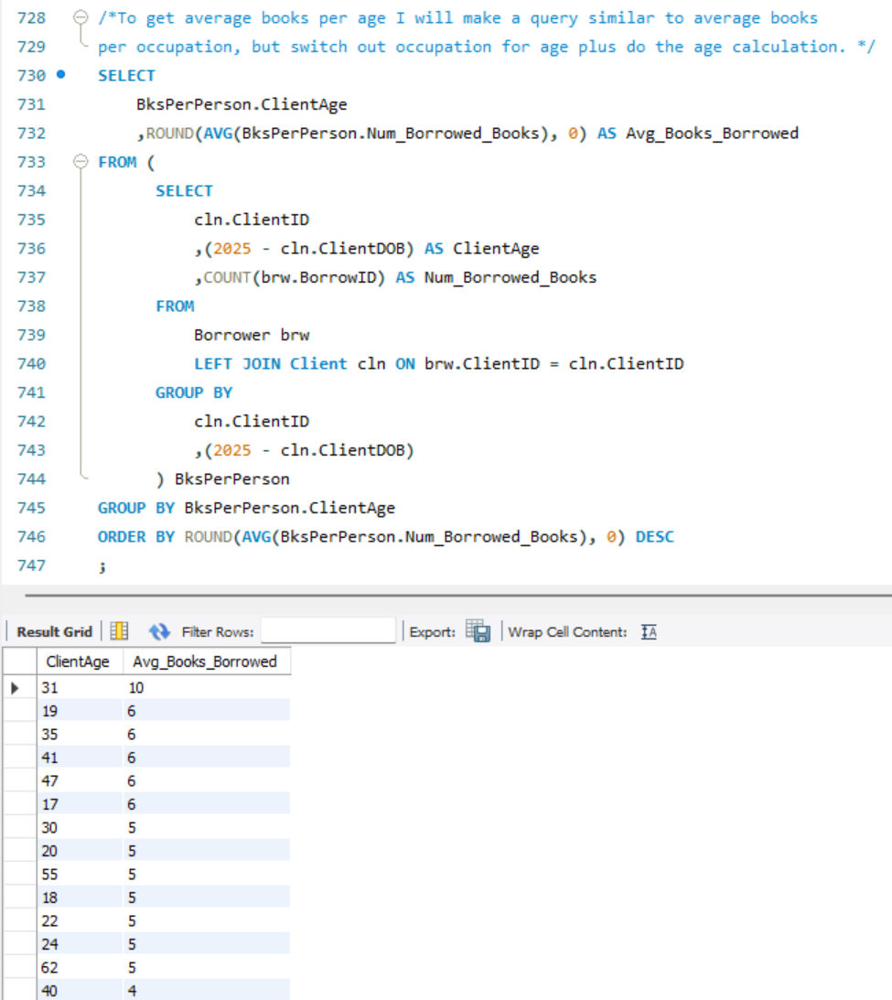 728 /*To get average books per age I will make a query similar to average books
729 per occupation, but switch out occupation for age plus do the age calculation. */
730 SELECT
731 BksPerPerson.ClientAge
732 ,ROUND(AVG(BksPerPerson.Num_Borrowed_Books), 0) AS Avg_Books_Borrowed
733 FROM (
734 SELECT
735 cln.ClientID
736 ,(2025 - cln.ClientDOB) AS ClientAge
737 ,COUNT(brw.BorrowID) AS Num_Borrowed_Books
738 FROM
739 Borrower brw
740 LEFT JOIN Client cln ON brw.ClientID = cln.ClientID
741 GROUP BY
742 cln.ClientID
743 ,(2025 - cln.ClientDOB)
744 ) BksPerPerson
745 GROUP BY BksPerPerson.ClientAge
746 ORDER BY ROUND(AVG(BksPerPerson.Num_Borrowed_Books), 0) DESC
747 ;
Result Grid Filter Rows: Export: Wrap Cell Content: IA
ClientAge Avg_Books_Borrowed
31 10
19 6
35 6
41 6
47 6
17 6
30 5
20 5
55 5
18 5
22 5
24 5
62 5
40 4